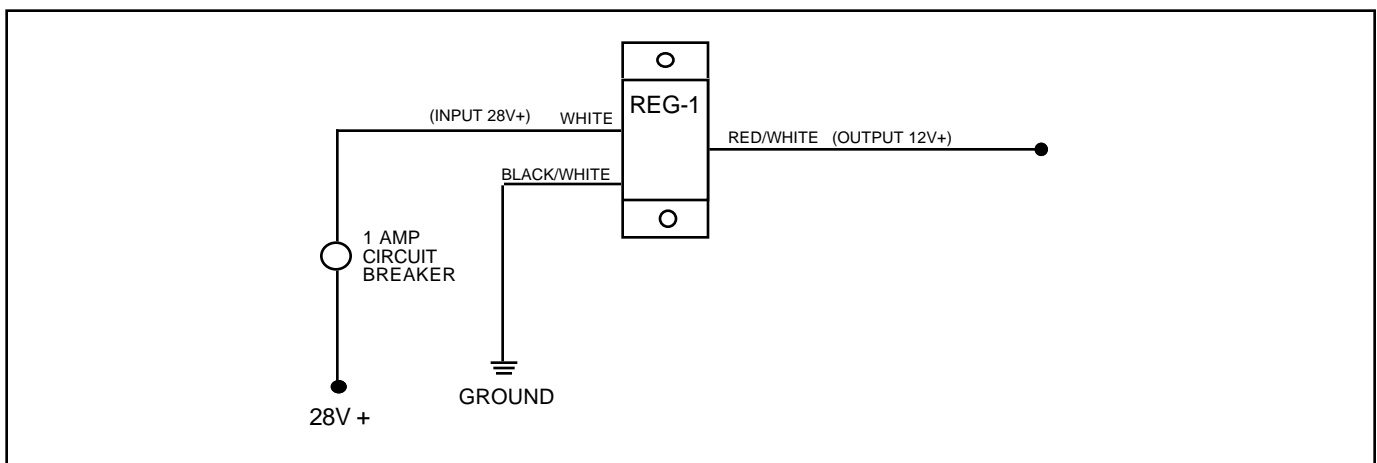 REG-1
(INPUT 28V+) WHITE
RED/WHITE (OUTPUT 12V+)
BLACK/WHITE
1 AMP
CIRCUIT
BREAKER
GROUND
28V +